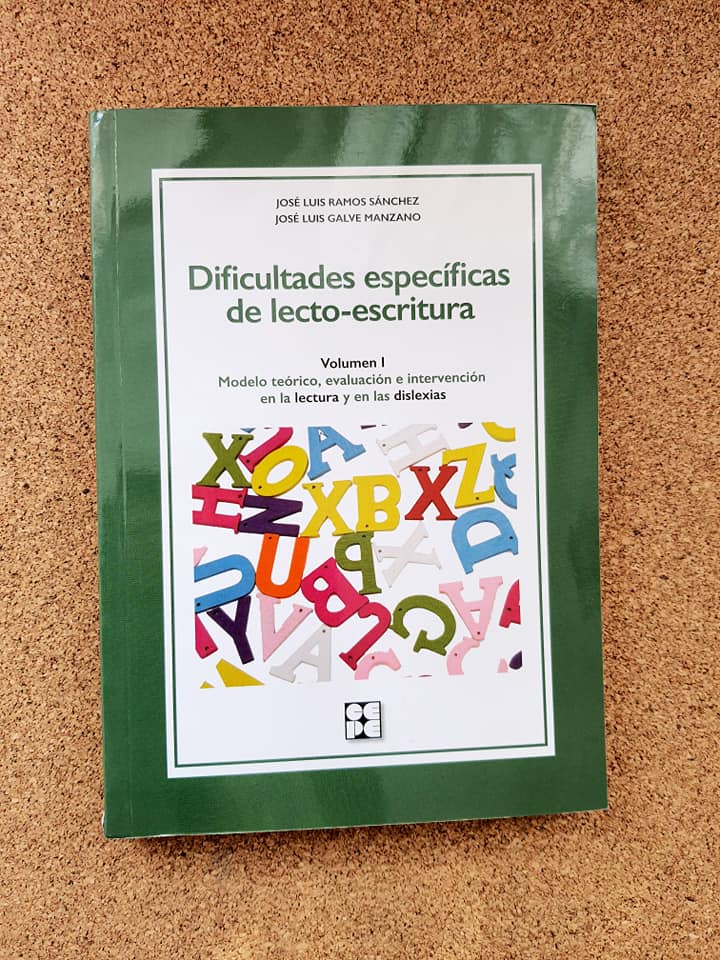 JOSÉ LUIS RAMOS SÁNCHEZ
JOSÉ LUIS GALVE MANZANO
Dificultades específicas
de lecto-escritura
Volumen I
Modelo teórico, evaluación e intervención
en la lectura y en las dislexias
CEPE